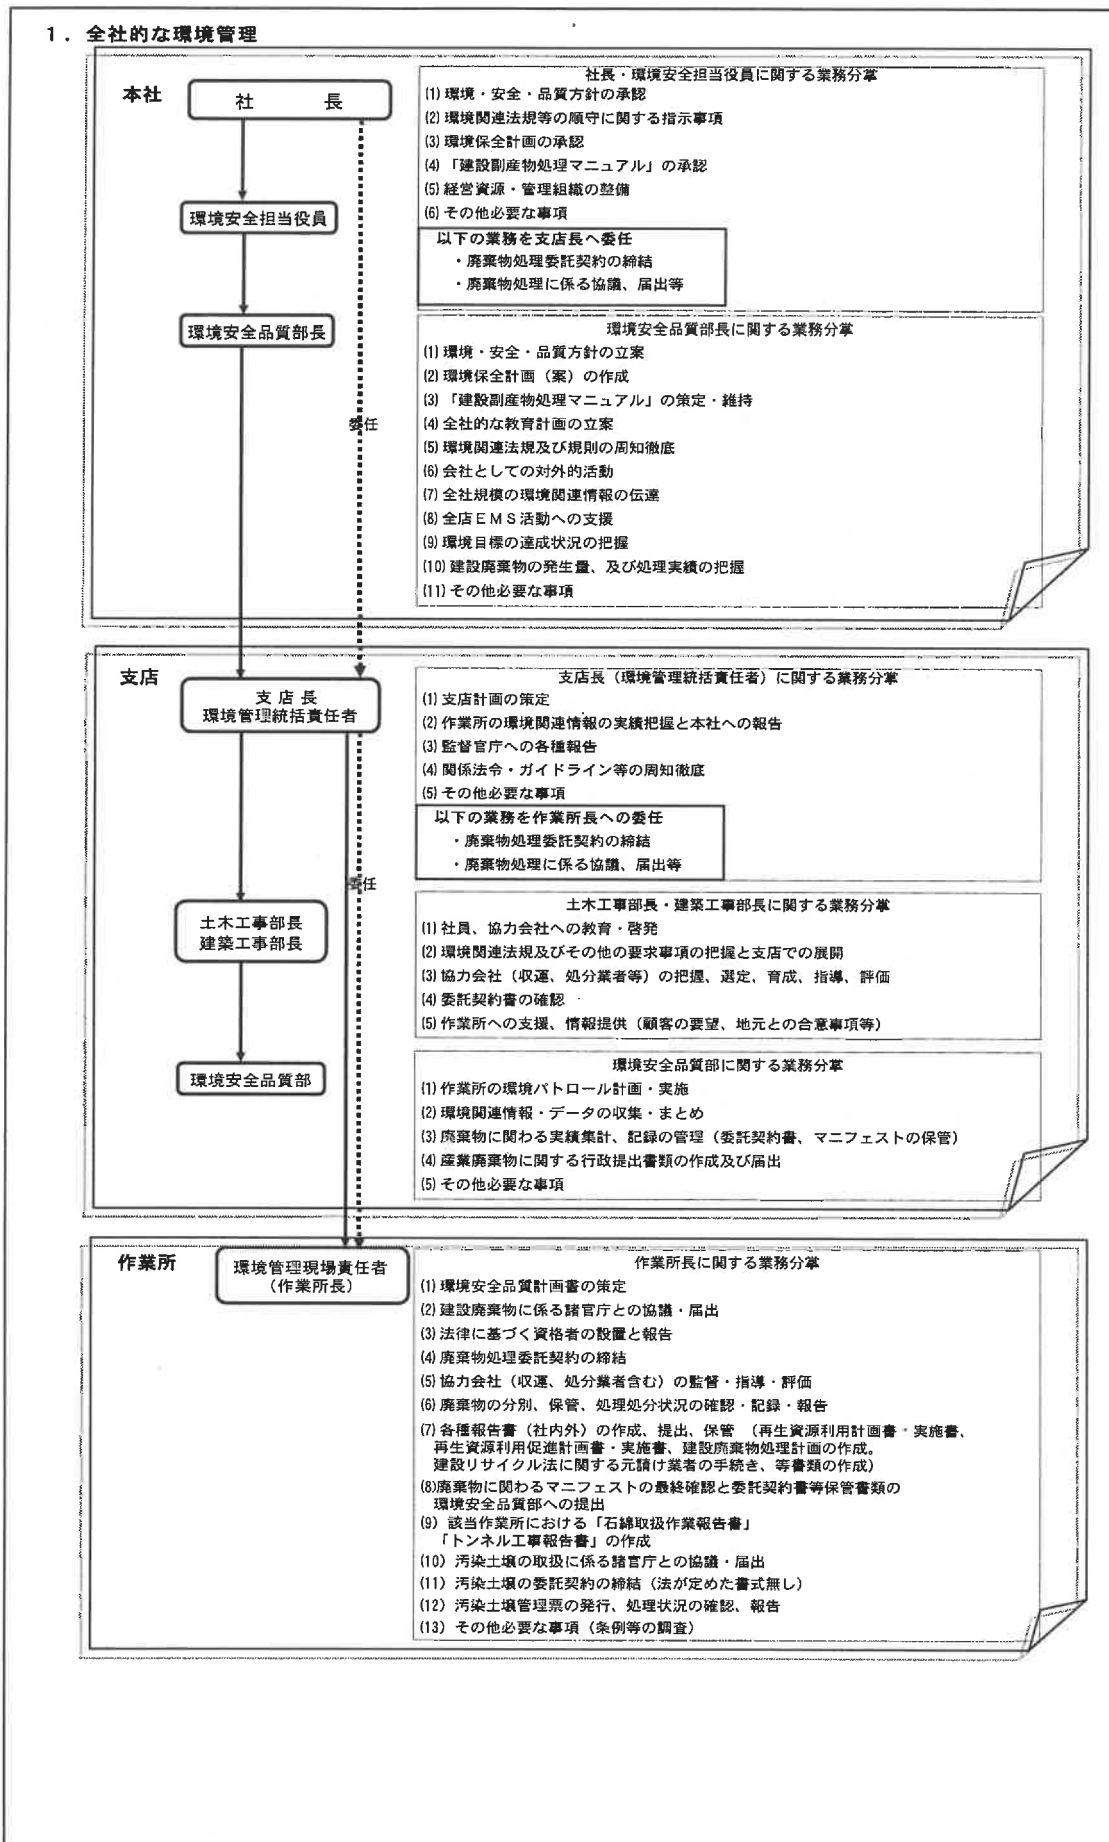 1．全社的な環境管理
本社
社　　　長
環境安全担当役員
環境安全品質部長
委任
社長・環境安全担当役員に関する業務分掌
(1) 環境・安全・品質方針の承認
(2) 環境関連法規等の順守に関する指示事項
(3) 環境保全計画の承認
(4) 「建設副産物処理マニュアル」の承認
(5) 経営資源・管理組織の整備
(6) その他必要な事項
以下の業務を支店長へ委任
・廃棄物処理委託契約の締結
・廃棄物処理に係る協議、届出等
環境安全品質部長に関する業務分掌
(1) 環境・安全・品質方針の立案
(2) 環境保全計画（案）の作成
(3) 「建設副産物処理マニュアル」の策定・維持
(4) 全社的な教育計画の立案
(5) 環境関連法規及び規則の周知徹底
(6) 会社としての対外的活動
(7) 全社規模の環境関連情報の伝達
(8) 全店ＥＭＳ活動への支援
(9) 環境目標の達成状況の把握
(10) 建設廃棄物の発生量、及び処理実績の把握
(11) その他必要な事項
支店
支店長
環境管理統括責任者
土木工事部長
建築工事部長
環境安全品質部
委任
支店長（環境管理統括責任者）に関する業務分掌
(1) 支店計画の策定
(2) 作業所の環境関連情報の実績把握と本社への報告
(3) 監督官庁への各種報告
(4) 関係法令・ガイドライン等の周知徹底
(5) その他必要な事項
以下の業務を作業所長への委任
・廃棄物処理委託契約の締結
・廃棄物処理に係る協議、届出等
土木工事部長・建築工事部長に関する業務分掌
(1) 社員、協力会社への教育・啓発
(2) 環境関連法規及びその他の要求事項の把握と支店での展開
(3) 協力会社（収運、処分業者等）の把握、選定、育成、指導、評価
(4) 委託契約書の確認
(5) 作業所への支援、情報提供（顧客の要望、地元との合意事項等）
環境安全品質部に関する業務分掌
(1) 作業所の環境パトロール計画・実施
(2) 環境関連情報・データの収集・まとめ
(3) 廃棄物に関わる実績集計、記録の管理（委託契約書、マニフェストの保管）
(4) 産業廃棄物に関する行政提出書類の作成及び届出
(5) その他必要な事項
作業所
環境管理現場責任者
（作業所長）
作業所長に関する業務分掌
(1) 環境安全品質計画書の策定
(2) 建設廃棄物に係る諸官庁との協議・届出
(3) 法律に基づく資格者の設置と報告
(4) 廃棄物処理委託契約の締結
(5) 協力会社（収運、処分業者含む）の監督・指導・評価
(6) 廃棄物の分別、保管、処理処分状況の確認・記録・報告
(7) 各種報告書（社内外）の作成、提出、保管　（再生資源利用計画書・実施書、
再生資源利用促進計画書・実施書、建設廃棄物処理計画の作成。
建設リサイクル法に関する元請け業者の手続き、等書類の作成）
(8)廃棄物に関わるマニフェストの最終確認と委託契約書等保管書類の
環境安全品質部への提出
(9) 該当作業所における「石綿取扱作業報告書」
「トンネル工事報告書」の作成
(10) 汚染土壌の取扱に係る諸官庁との協議・届出
(11) 汚染土壌の委託契約の締結（法が定めた書式無し）
(12) 汚染土壌管理票の発行、処理状況の確認、報告
(13) その他必要な事項（条例等の調査）